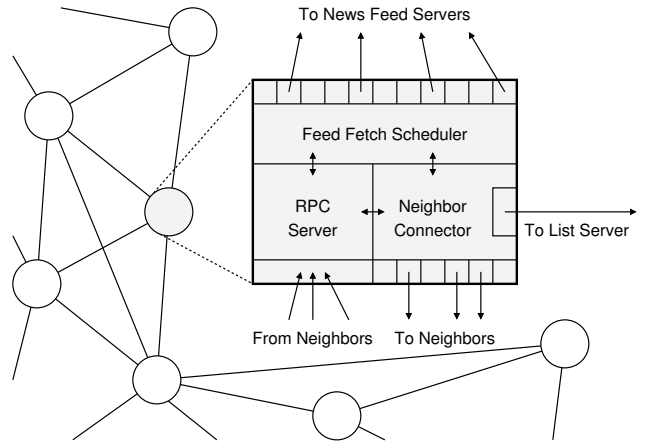 To News Feed Servers
Feed Fetch Scheduler
RPC
Server
Neighbor
Connector
To List Server
From Neighbors
To Neighbors